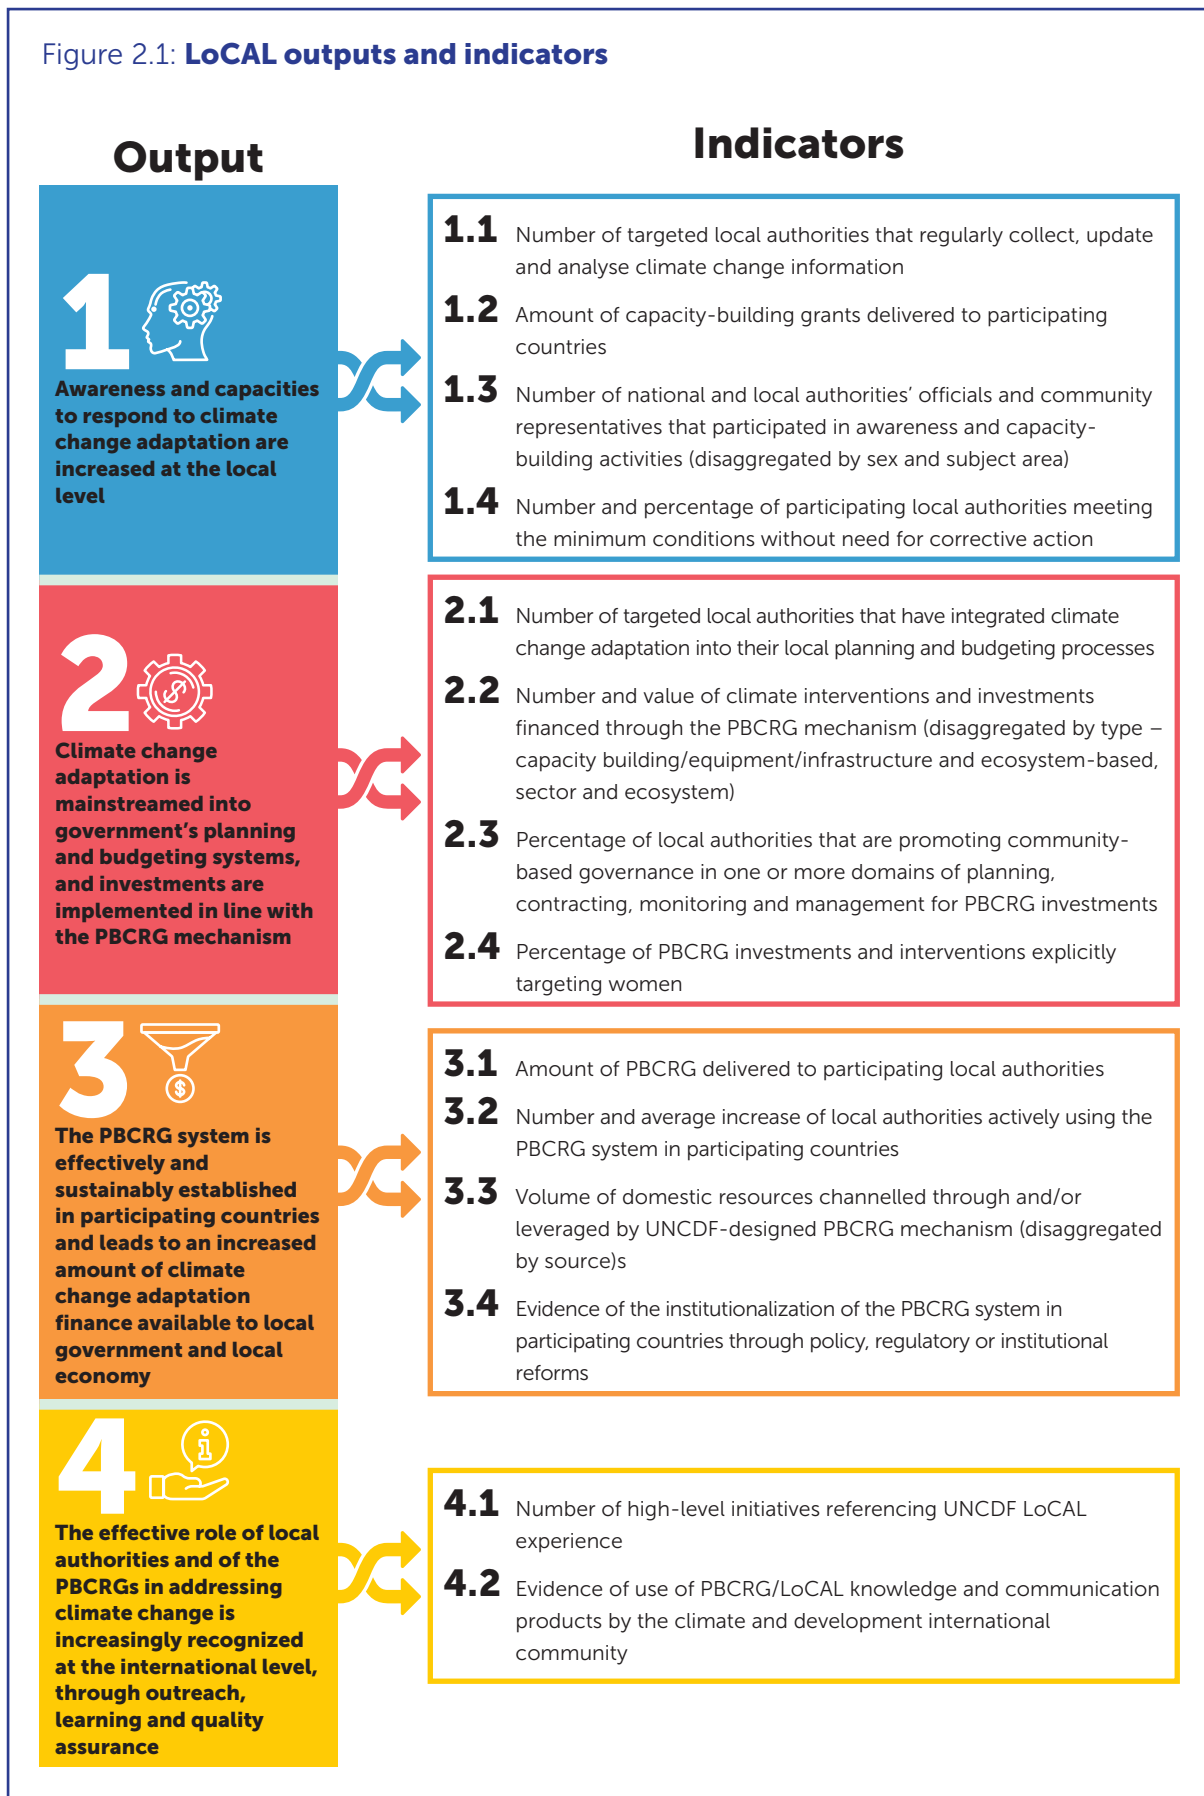 Figure 2.1: LoCAL outputs and indicators
Output
Indicators
1
Awareness and capacities
to respond to climate
change adaptation are
increased at the local
level
1.1 Number of targeted local authorities that regularly collect, update
and analyse climate change information
1.2 Amount of capacity-building grants delivered to participating
countries
1.3 Number of national and local authorities’ officials and community
representatives that participated in awareness and capacity-
building activities (disaggregated by sex and subject area)
1.4 Number and percentage of participating local authorities meeting
the minimum conditions without need for corrective action
2
$
Climate change
adaptation is
mainstreamed into
government’s planning
and budgeting systems,
and investments are
implemented in line with
the PBCRG mechanism
2.1 Number of targeted local authorities that have integrated climate
change adaptation into their local planning and budgeting processes
2.2 Number and value of climate interventions and investments
financed through the PBCRG mechanism (disaggregated by type –
capacity building/equipment/infrastructure and ecosystem-based,
sector and ecosystem)
2.3 Percentage of local authorities that are promoting community-
based governance in one or more domains of planning,
contracting, monitoring and management for PBCRG investments
2.4 Percentage of PBCRG investments and interventions explicitly
targeting women
3
$
The PBCRG system is
effectively and
sustainably established
in participating countries
and leads to an increased
amount of climate
change adaptation
finance available to local
government and local
economy
3.1 Amount of PBCRG delivered to participating local authorities
3.2 Number and average increase of local authorities actively using the
PBCRG system in participating countries
3.3 Volume of domestic resources channelled through and/or
leveraged by UNCDF-designed PBCRG mechanism (disaggregated
by source)s
3.4 Evidence of the institutionalization of the PBCRG system in
participating countries through policy, regulatory or institutional
reforms
4
i
The effective role of local
authorities and of the
PBCRGs in addressing
climate change is
increasingly recognized
at the international level,
through outreach,
learning and quality
assurance
4.1 Number of high-level initiatives referencing UNCDF LoCAL
experience
4.2 Evidence of use of PBCRG/LoCAL knowledge and communication
products by the climate and development international
community